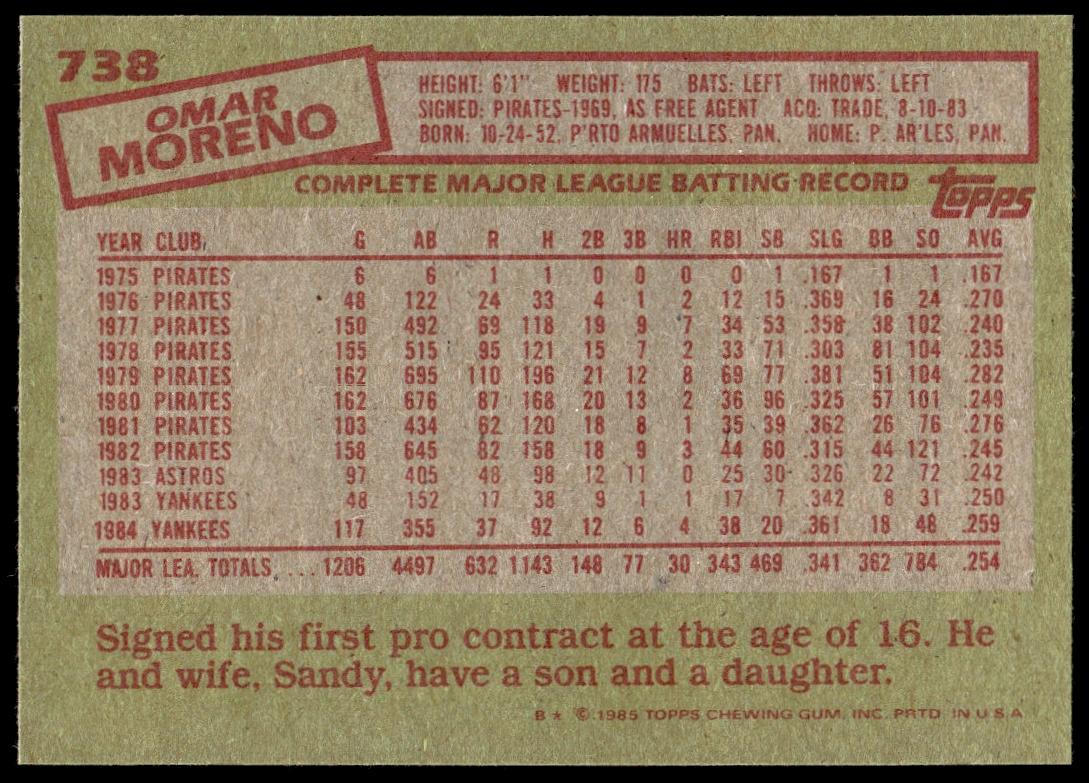 738
OMAR
MORENO
HEIGHT: 6'1" WEIGHT: 175 BATS: LEFT THROWS: LEFT
SIGNED: PIRATES-1969, AS FREE AGENT ACQ: TRADE, 8-10-83
BORN: 10-24-52, P'RTO ARMUELLES, PAN. HOME: P. AR'LES, PAN.
COMPLETE MAJOR LEAGUE BATTING RECORD
topps
YEAR CLUB G AB R H 2B 3B HR RBI SB SLG BB SO AVG
1975 PIRATES 6 6 1 1 0 0 0 0 1 .167 1 1 .167
1976 PIRATES 48 122 24 33 4 1 2 12 15 .369 16 24 .270
1977 PIRATES 150 492 69 118 19 9 7 34 53 .358 38 102 .240
1978 PIRATES 155 515 95 121 15 7 2 33 71 .303 81 104 .235
1979 PIRATES 162 695 110 196 21 12 8 69 77 .381 51 104 .282
1980 PIRATES 162 676 87 168 20 13 2 36 96 .325 57 101 .249
1981 PIRATES 103 434 62 120 18 8 1 35 39 .362 26 76 .276
1982 PIRATES 158 645 82 158 18 9 3 44 60 .315 44 121 .245
1983 ASTROS 97 405 48 98 12 11 0 25 30 .326 22 72 .242
1983 YANKEES 48 152 17 38 9 1 1 17 7 .342 8 31 .250
1984 YANKEES 117 355 37 92 12 6 4 38 20 .361 18 48 .259
MAJOR LEA. TOTALS ... 1206 4497 632 1143 148 77 30 343 469 .341 362 784 .254
Signed his first pro contract at the age of 16. He
and wife, Sandy, have a son and a daughter.
B★ © 1985 TOPPS CHEWING GUM, INC. PRTD. IN U.S.A.